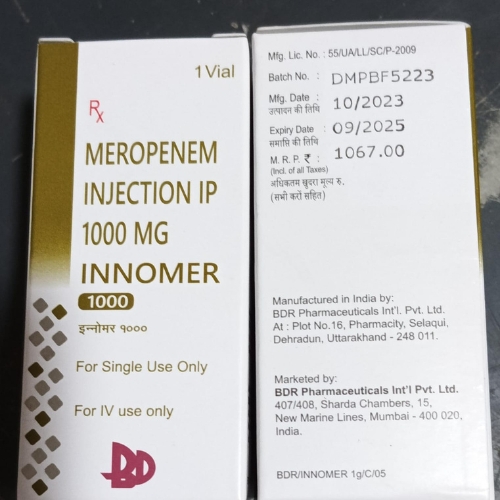 1 Vial
Rx
MEROPENEM
INJECTION IP
1000 MG
INNOMER
1000
इन्नोमर १०००
For Single Use Only
For IV use only
BD
Mfg. Lic. No. : 55/UA/LL/SC/P-2009
Batch No. : DMPBF5223
Mfg. Date : 10/2023
उत्पादन की तिथि
Expiry Date : 09/2025
समाप्ति की तिथि
M. R. P. ₹ : 1067.00
(Incl. of all Taxes)
अधिकतम खुदरा मूल्य रु.
(सभी करों सहित)
Manufactured in India by:
BDR Pharmaceuticals Int'l. Pvt. Ltd.
At : Plot No.16, Pharmacity, Selaqui,
Dehradun, Uttarakhand - 248 011.
Marketed by:
BDR Pharmaceuticals Int'l Pvt. Ltd.
407/408, Sharda Chambers, 15,
New Marine Lines, Mumbai - 400 020,
India.
BDR/INNOMER 1g/C/05